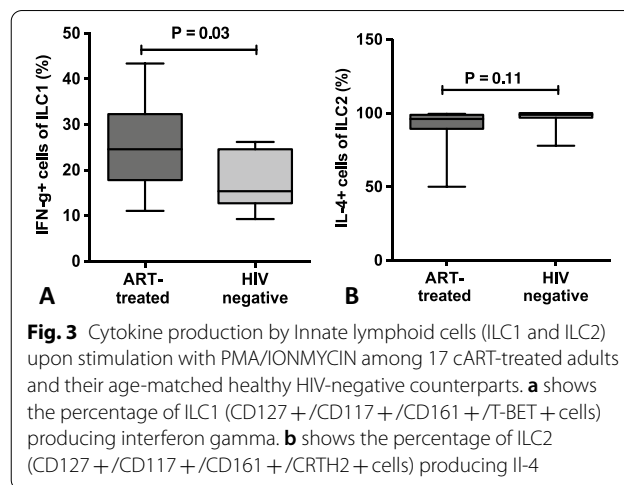 50
40
30
20
10
0
IFN-g+ cells of ILC1 (%)
P = 0.03
ART-
treated
HIV
negative
A
150
100
50
0
IL-4+ cells of ILC2
(%)
P = 0.11
ART-
treated
HIV
negative
B
Fig. 3 Cytokine production by Innate lymphoid cells (ILC1 and ILC2)
upon stimulation with PMA/IONMYCIN among 17 cART-treated adults
and their age-matched healthy HIV-negative counterparts. a shows
the percentage of ILC1 (CD127 + /CD117 + /CD161 + /T-BET + cells)
producing interferon gamma. b shows the percentage of ILC2
(CD127 + /CD117 + /CD161 + /CRTH2 + cells) producing Il-4